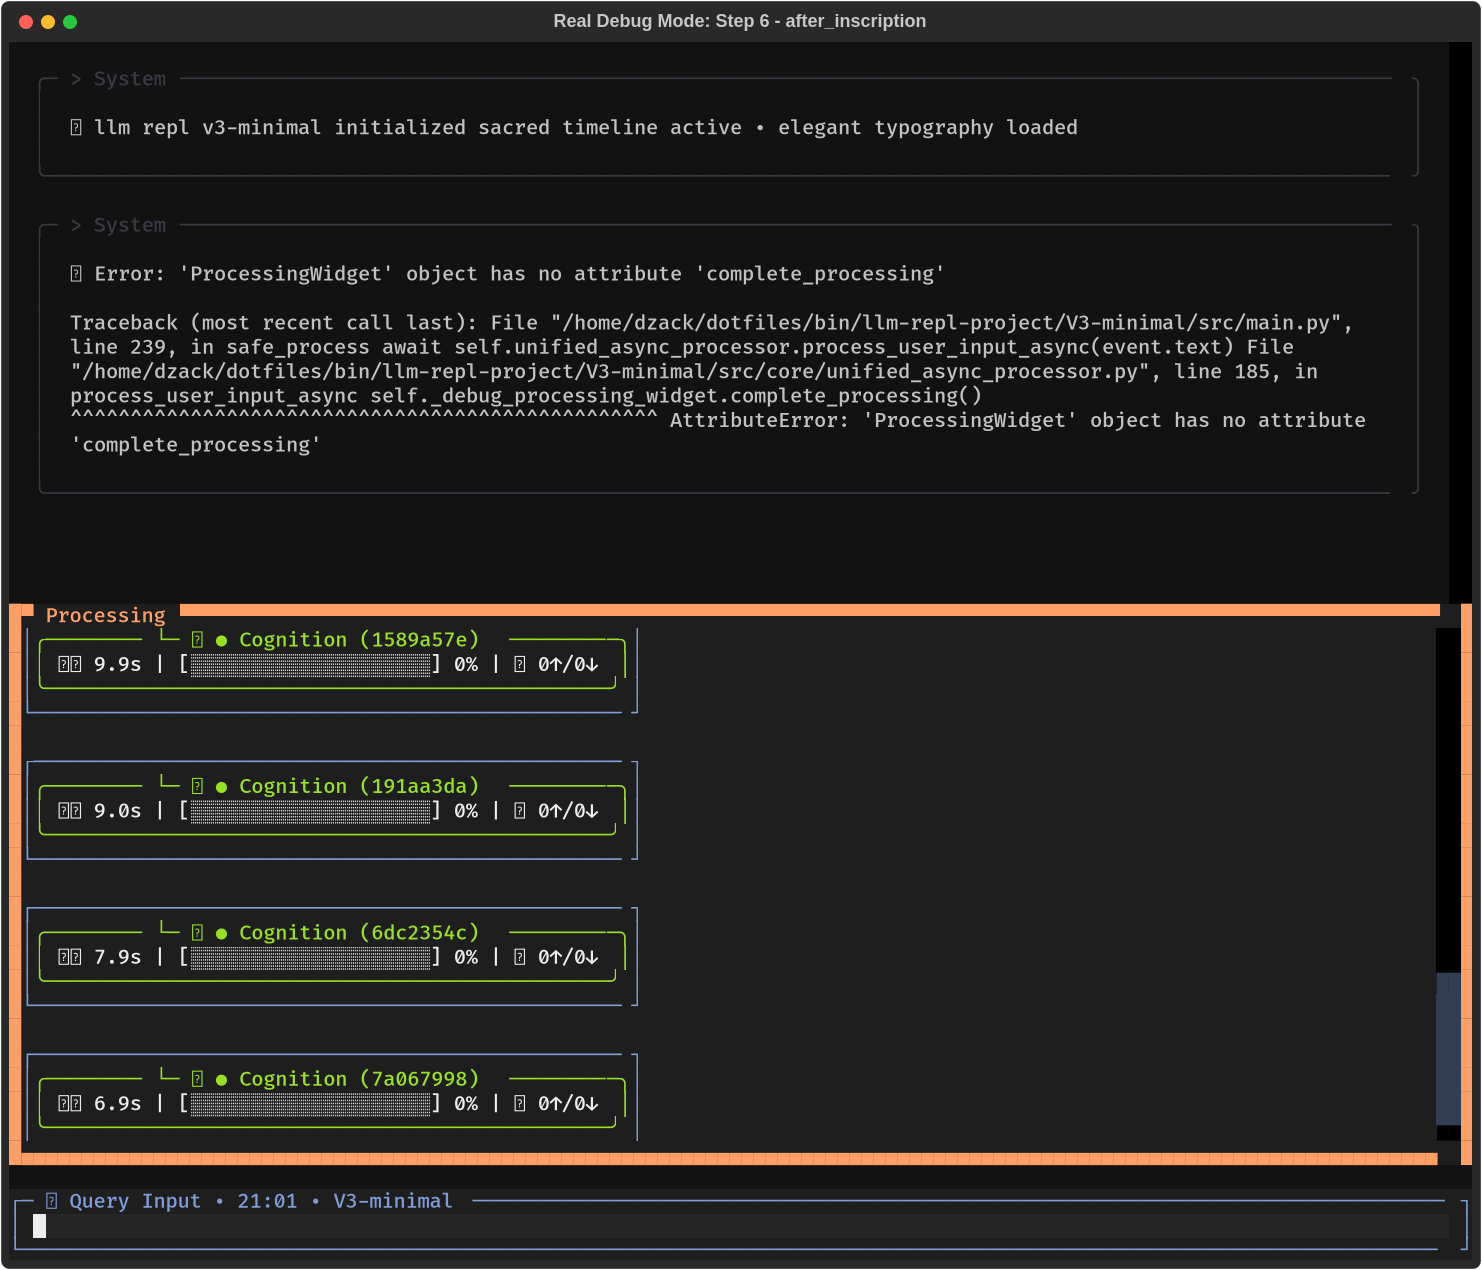 Real Debug Mode: Step 6 - after_inscription
> System
llm repl v3-minimal initialized sacred timeline active • elegant typography loaded
> System
Error: 'ProcessingWidget' object has no attribute 'complete_processing'
Traceback (most recent call last): File "/home/dzack/dotfiles/bin/llm-repl-project/V3-minimal/src/main.py",
line 239, in safe_process await self.unified_async_processor.process_user_input_async(event.text) File
"/home/dzack/dotfiles/bin/llm-repl-project/V3-minimal/src/core/unified_async_processor.py", line 185, in
process_user_input_async self._debug_processing_widget.complete_processing()
^^^^^^^^^^^^^^^^^^^^^^^^^^^^^^^^^^^^^^^^^^^^^^^^^ AttributeError: 'ProcessingWidget' object has no attribute
'complete_processing'
Processing
● Cognition (1589a57e)
9.9s | [░░░░░░░░░░░░░░░░░░░░] 0% | 0↑/0↓
● Cognition (191aa3da)
9.0s | [░░░░░░░░░░░░░░░░░░░░] 0% | 0↑/0↓
● Cognition (6dc2354c)
7.9s | [░░░░░░░░░░░░░░░░░░░░] 0% | 0↑/0↓
● Cognition (7a067998)
6.9s | [░░░░░░░░░░░░░░░░░░░░] 0% | 0↑/0↓
Query Input • 21:01 • V3-minimal